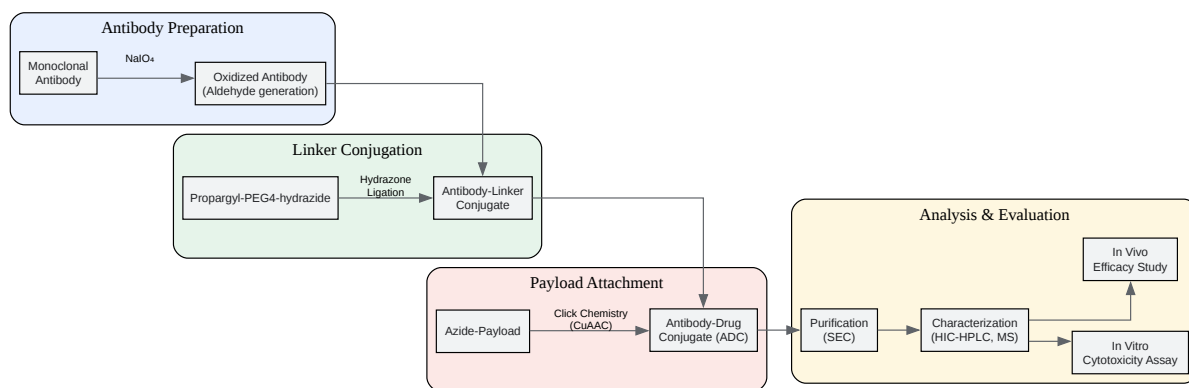 Antibody Preparation
Monoclonal
Antibody
NaIO₄
Oxidized Antibody
(Aldehyde generation)
Linker Conjugation
Propargyl-PEG4-hydrazide
Hydrazone
Ligation
Antibody-Linker
Conjugate
Payload Attachment
Azide-Payload
Click Chemistry
(CuAAC)
Antibody-Drug
Conjugate (ADC)
Analysis & Evaluation
Purification
(SEC)
Characterization
(HIC-HPLC, MS)
In Vivo
Efficacy Study
In Vitro
Cytotoxicity Assay